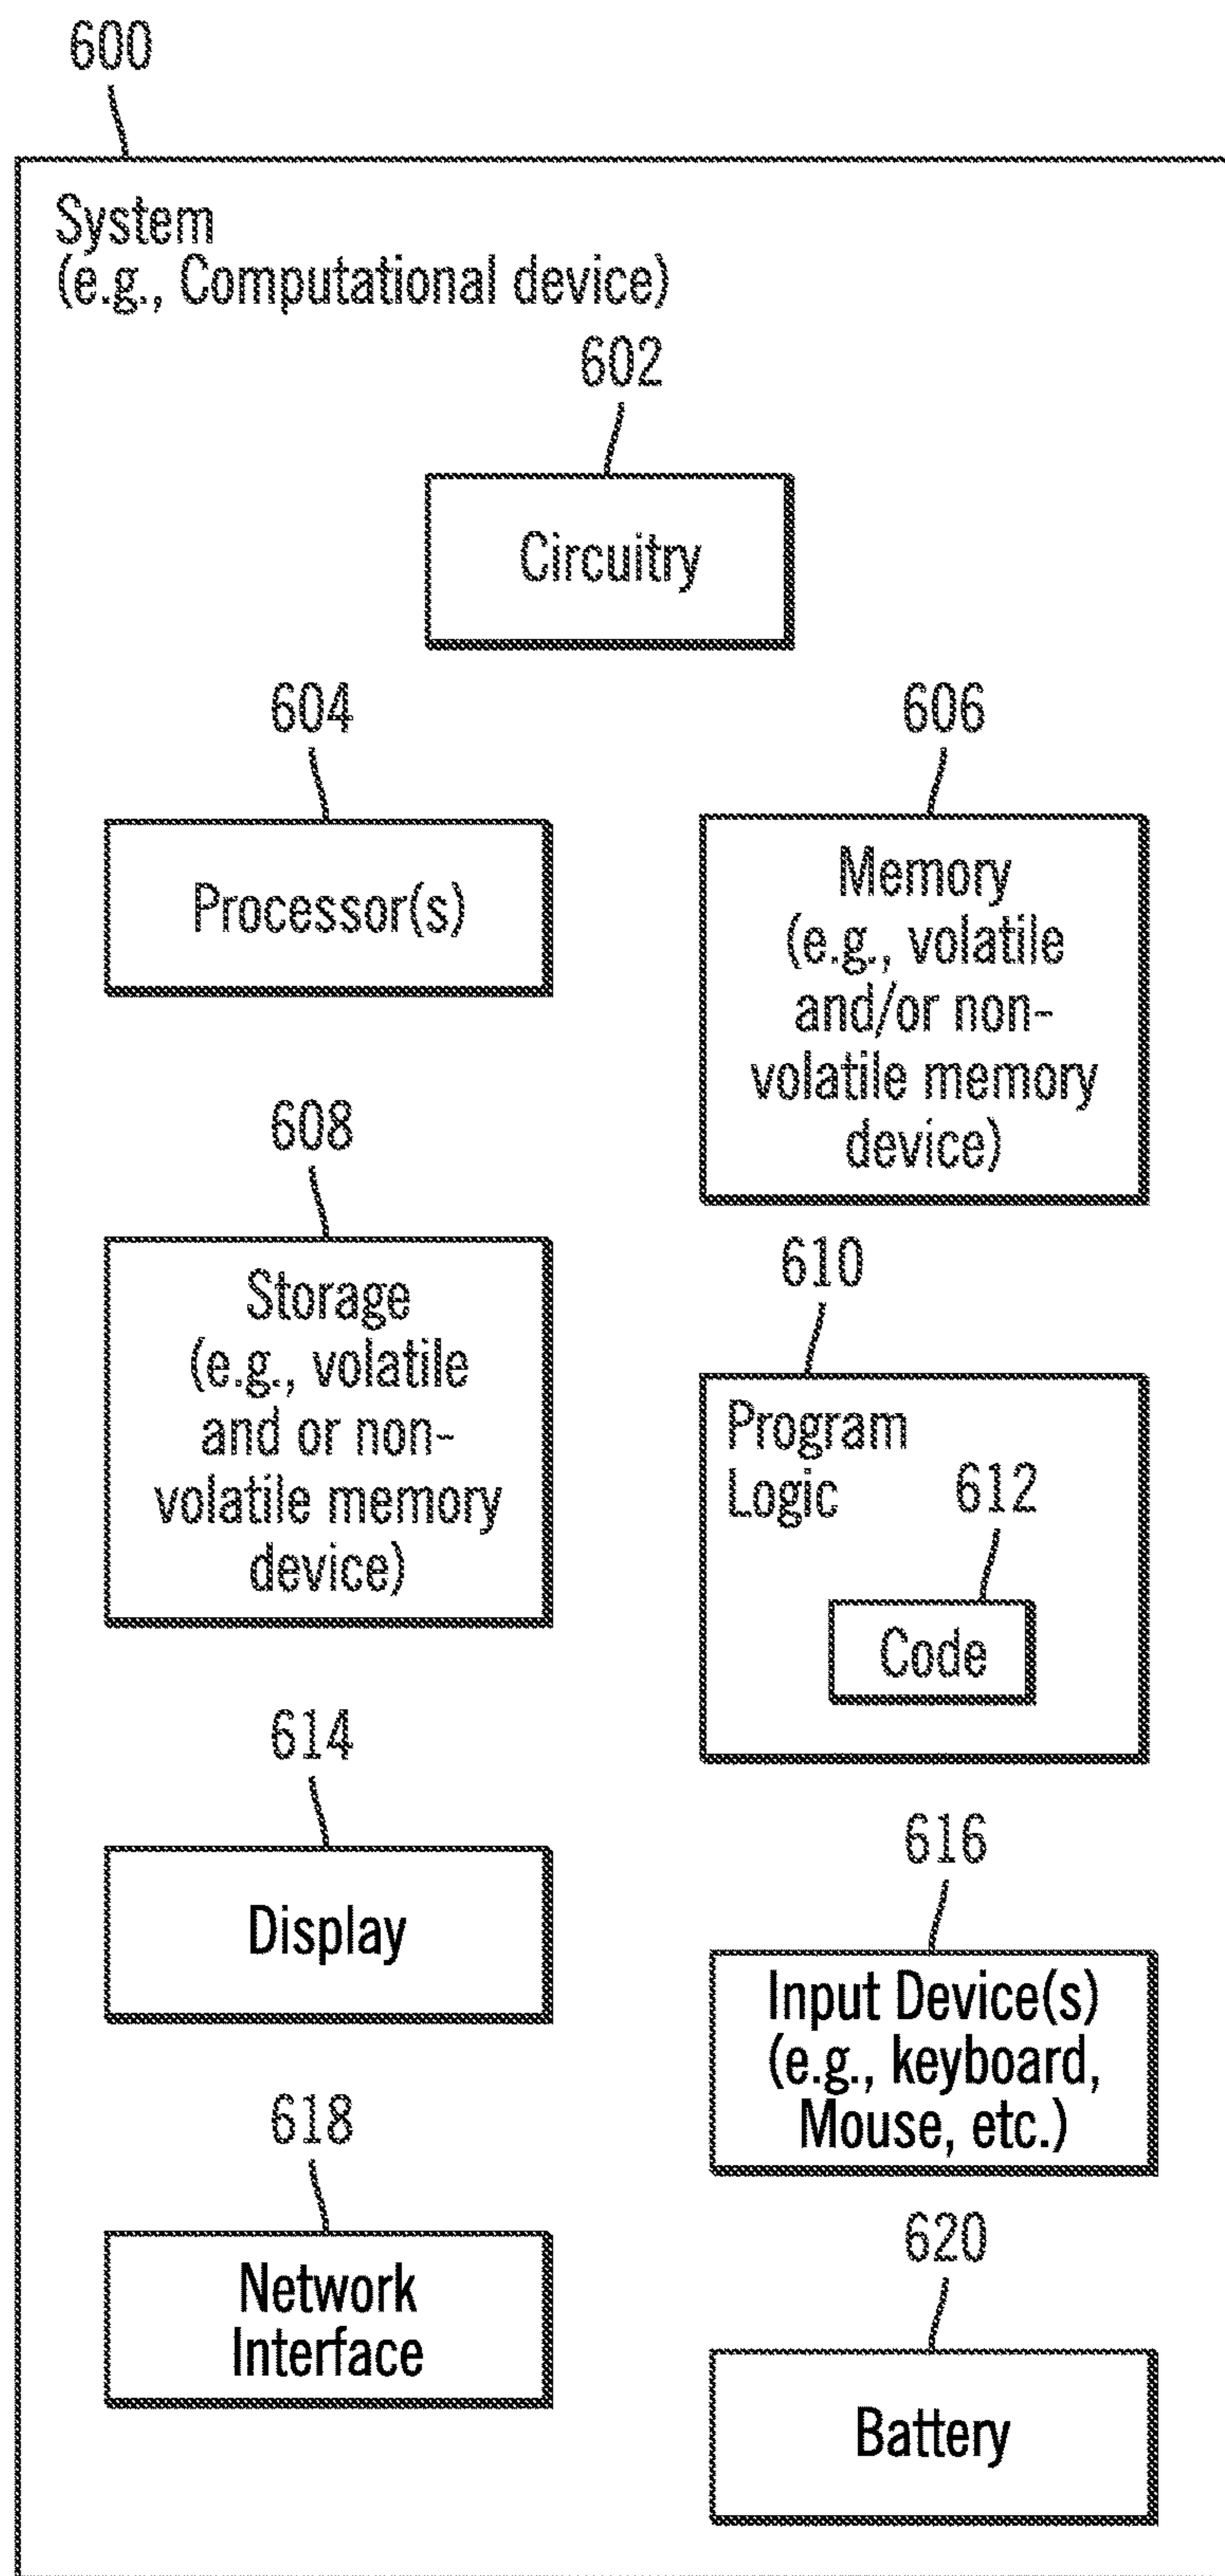 600
System
(e.g., Computational device)
602
Circuitry
604
Processor(s)
606
Memory
(e.g., volatile
and/or non-
volatile memory
device)
608
Storage
(e.g., volatile
and or non-
volatile memory
device)
610
Program
Logic
612
Code
614
Display
616
Input Device(s)
(e.g., keyboard,
Mouse, etc.)
618
Network
Interface
620
Battery